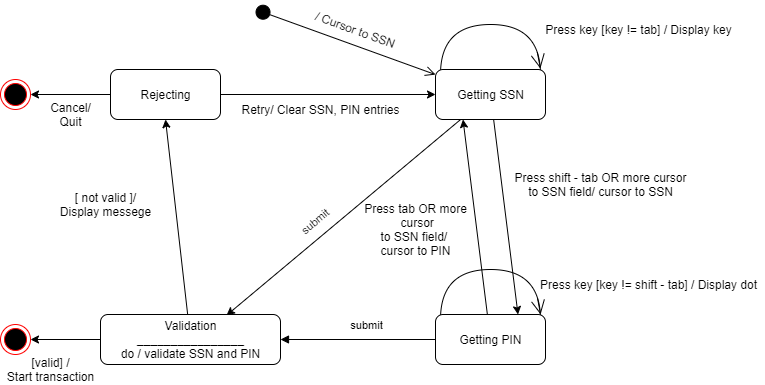 / Cursor to SSN
Press key [key != tab] / Display key
Rejecting
Getting SSN
Cancel/
Quit
Retry/ Clear SSN, PIN entries
Press shift - tab OR more cursor
to SSN field/ cursor to SSN
[ not valid ]/
Display messege
submit
Press tab OR more
cursor
to SSN field/
cursor to PIN
Press key [key != shift - tab] / Display dot
Validation
________________
do / validate SSN and PIN
submit
Getting PIN
[valid] /
Start transaction